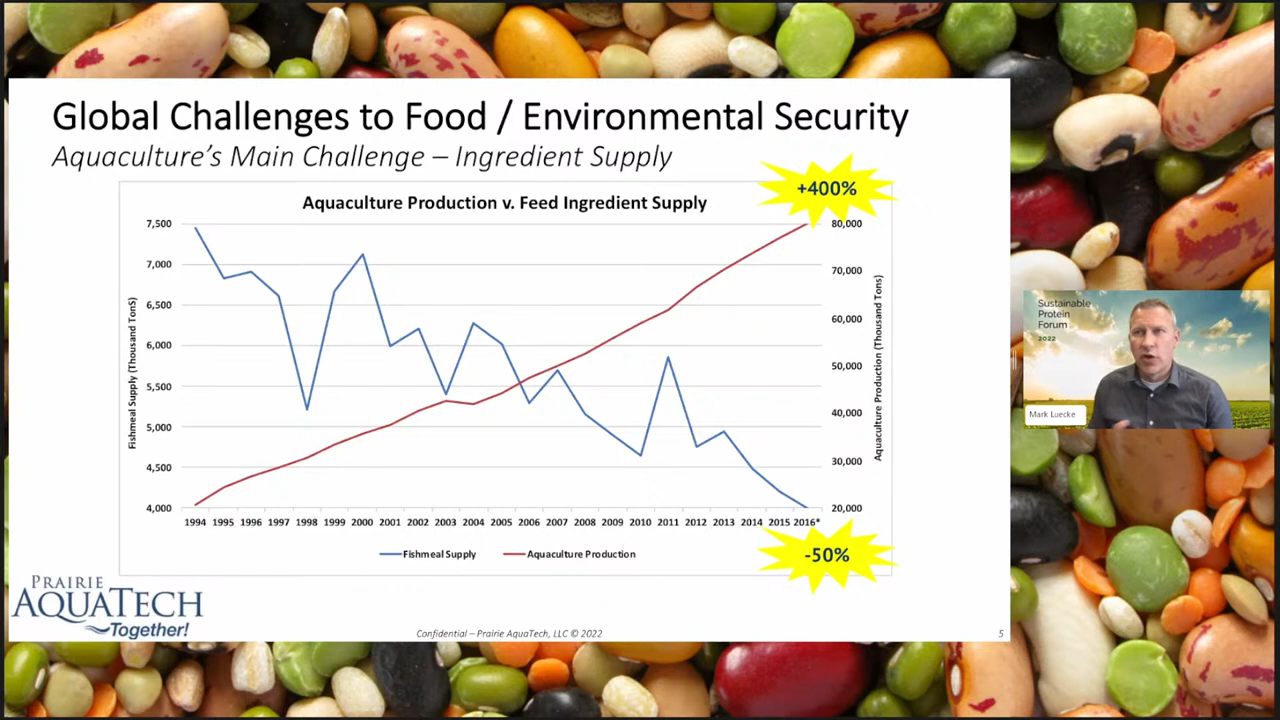 Global Challenges to Food / Environmental Security
Aquaculture's Main Challenge – Ingredient Supply
+400%
Aquaculture Production v. Feed Ingredient Supply
7,500
7,000
6,500
6,000
5,500
5,000
4,500
4,000
Fishmeal Supply (Thousand TonS)
80,000
70,000
60,000
50,000
40,000
30,000
20,000
Aquaculture Production (Thousand Tons)
1994 1995 1996 1997 1998 1999 2000 2001 2002 2003 2004 2005 2006 2007 2008 2009 2010 2011 2012 2013 2014 2015 2016*
Fishmeal Supply Aquaculture Production
-50%
PRAIRIE
AQUATECH
Together!
Confidential – Prairie AquaTech, LLC © 2022
5
Sustainable
Protein
Forum
2022
Mark Luecke